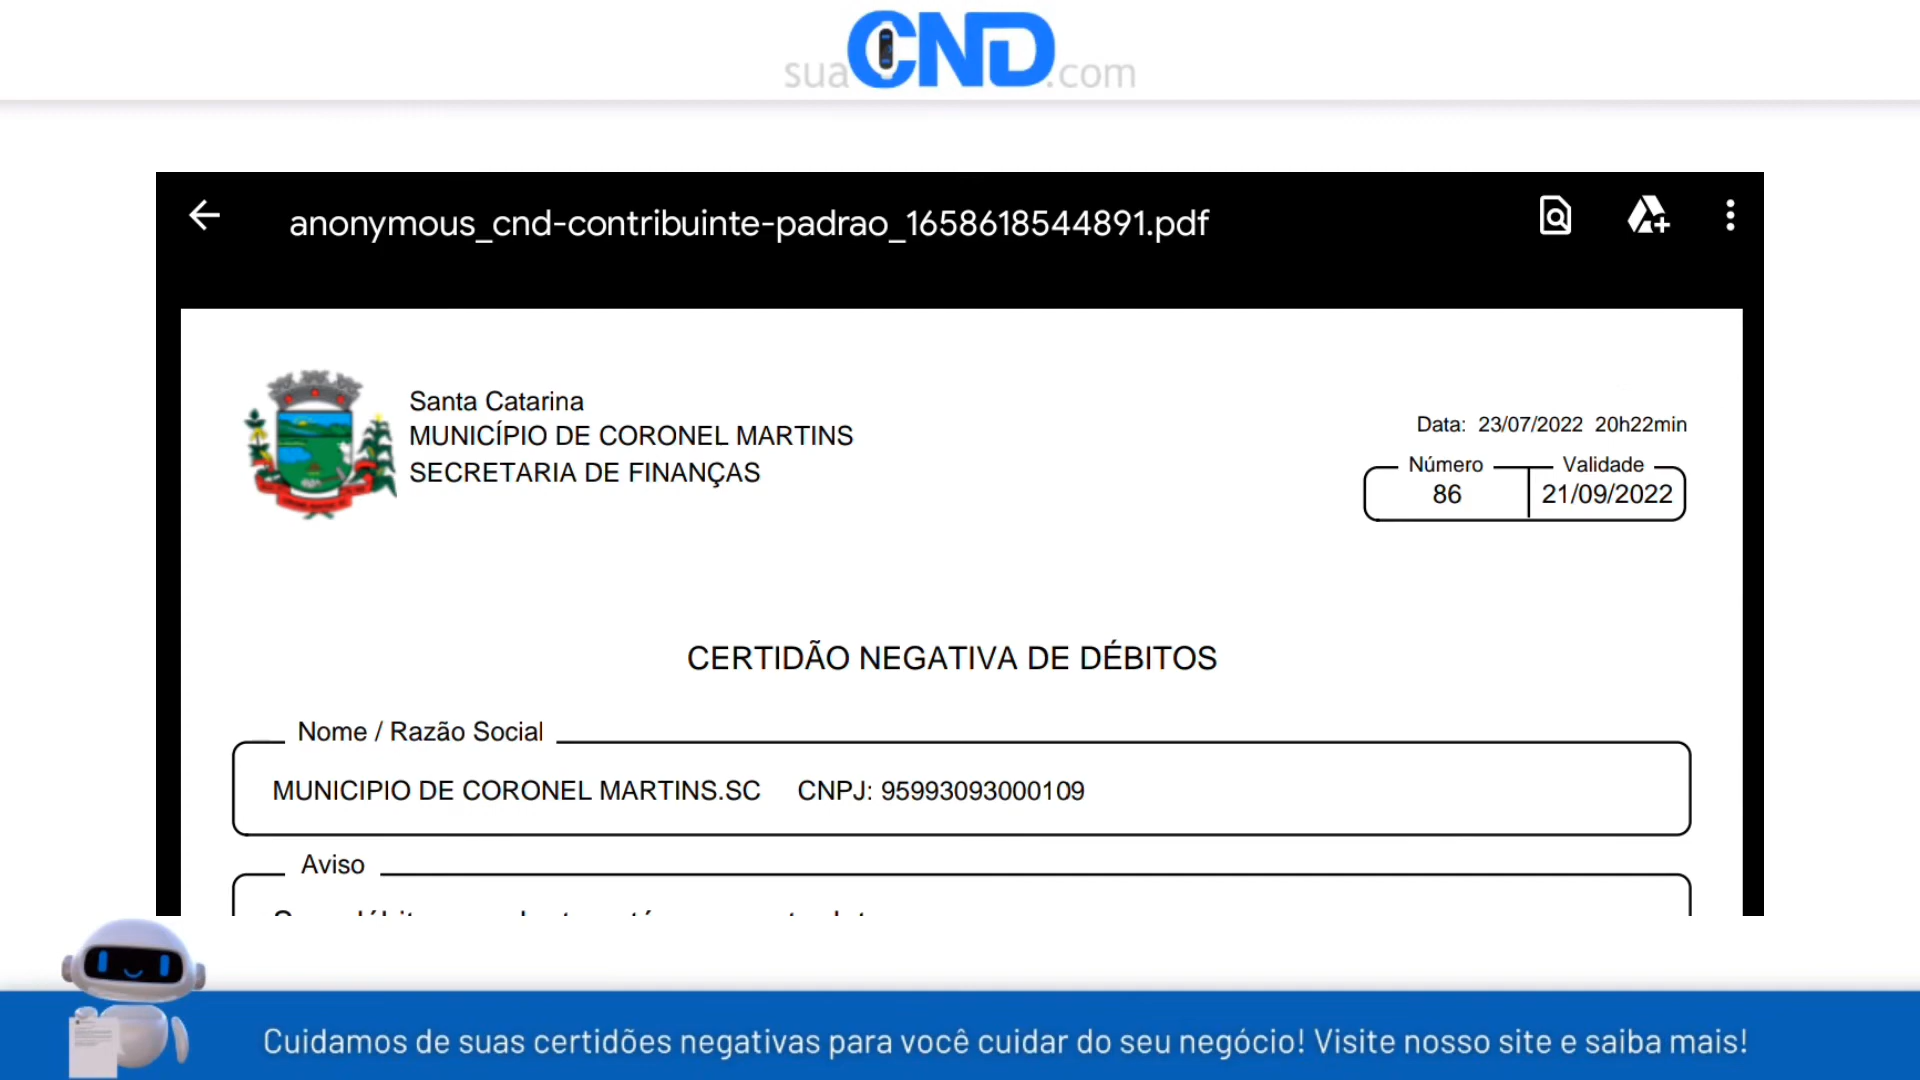 suaCND.com
anonymous_cnd-contribuinte-padrao_1658618544891.pdf
Santa Catarina
MUNICÍPIO DE CORONEL MARTINS
SECRETARIA DE FINANÇAS
Data: 23/07/2022 20h22min
Número Validade
86 21/09/2022
CERTIDÃO NEGATIVA DE DÉBITOS
Nome / Razão Social
MUNICIPIO DE CORONEL MARTINS.SC CNPJ: 95993093000109
Aviso
Cuidamos de suas certidões negativas para você cuidar do seu negócio! Visite nosso site e saiba mais!